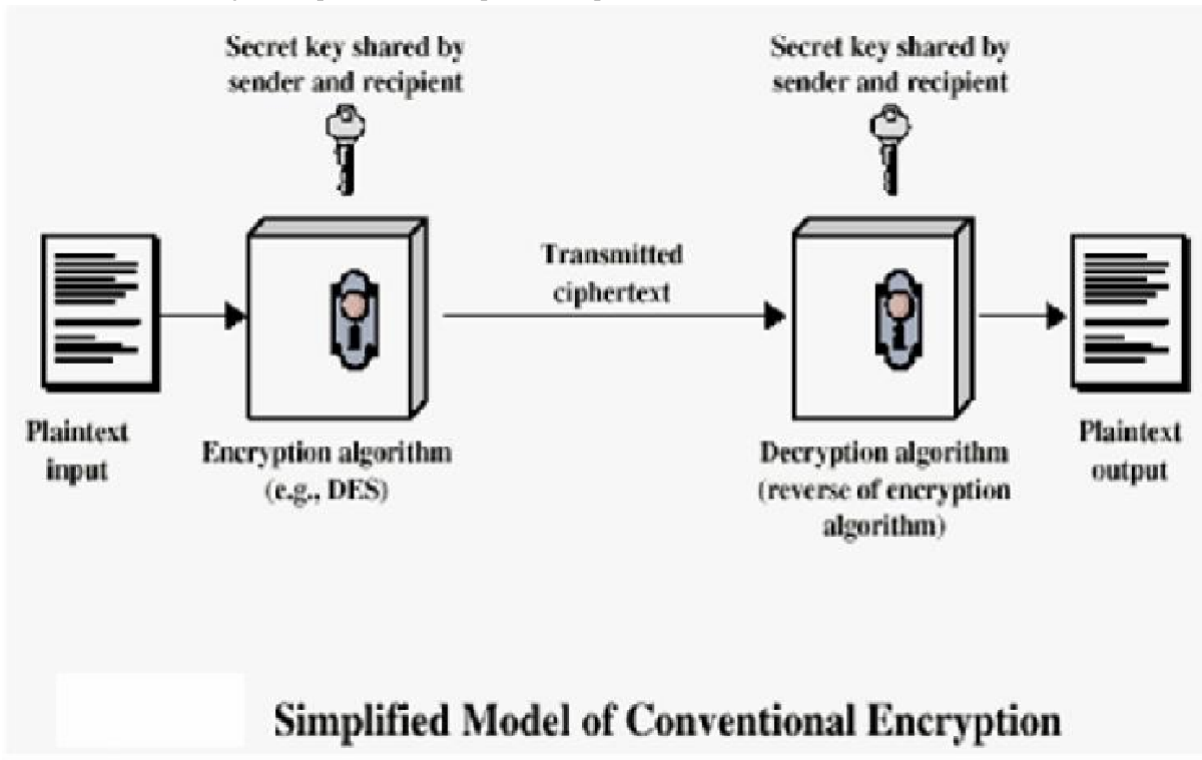 Secret key shared by
sender and recipient
Secret key shared by
sender and recipient
Transmitted
ciphertext
Plaintext
input
Encryption algorithm
(e.g., DES)
Decryption algorithm
(reverse of encryption
algorithm)
Plaintext
output
Simplified Model of Conventional Encryption